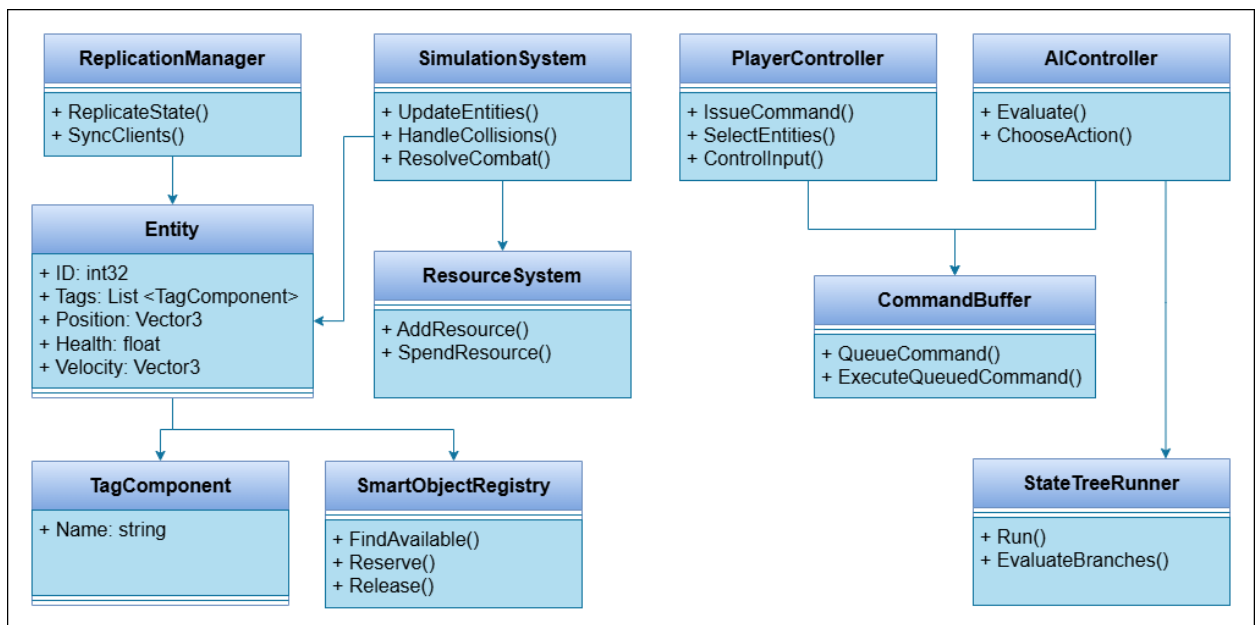 ReplicationManager
+ ReplicateState()
+ SyncClients()
SimulationSystem
+ UpdateEntities()
+ HandleCollisions()
+ ResolveCombat()
PlayerController
+ IssueCommand()
+ SelectEntities()
+ ControlInput()
AIController
+ Evaluate()
+ ChooseAction()
Entity
+ ID: int32
+ Tags: List <TagComponent>
+ Position: Vector3
+ Health: float
+ Velocity: Vector3
ResourceSystem
+ AddResource()
+ SpendResource()
CommandBuffer
+ QueueCommand()
+ ExecuteQueuedCommand()
TagComponent
+ Name: string
SmartObjectRegistry
+ FindAvailable()
+ Reserve()
+ Release()
StateTreeRunner
+ Run()
+ EvaluateBranches()